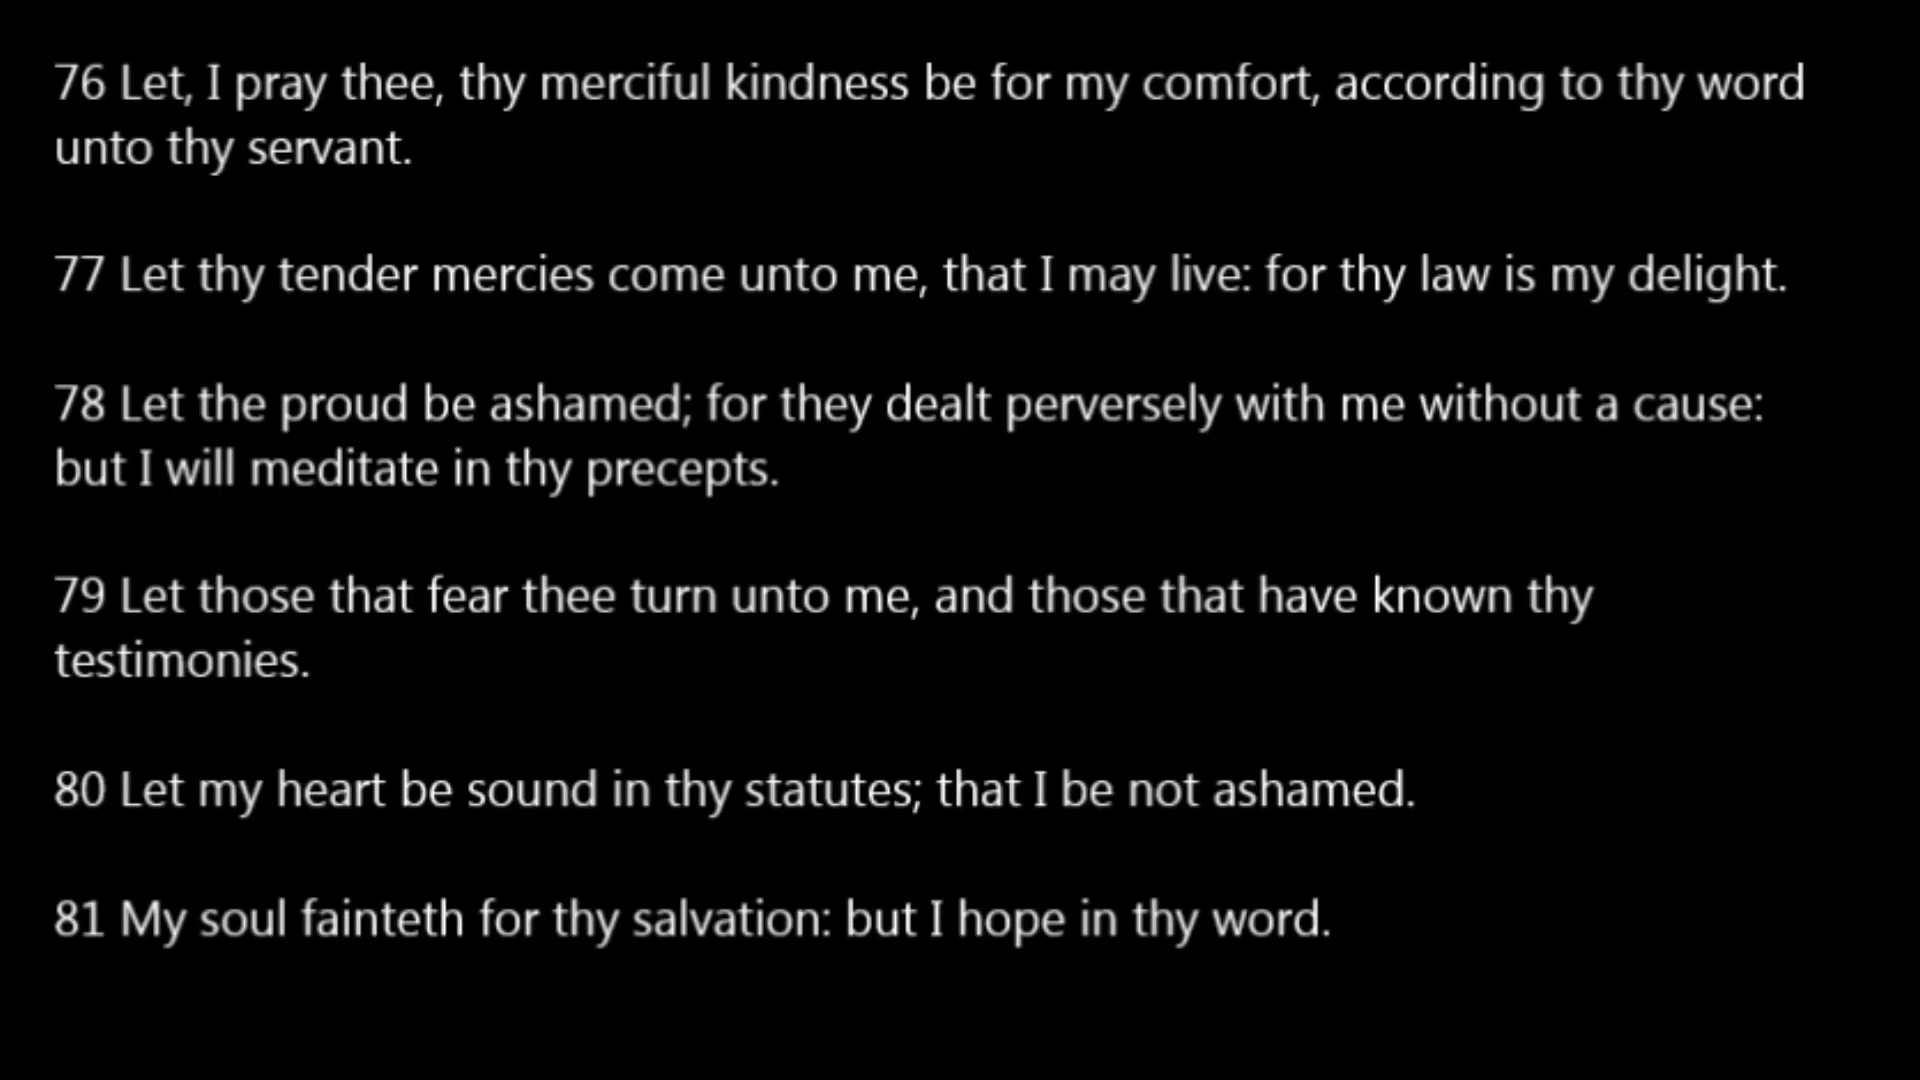 76 Let, I pray thee, thy merciful kindness be for my comfort, according to thy word
unto thy servant.
77 Let thy tender mercies come unto me, that I may live: for thy law is my delight.
78 Let the proud be ashamed; for they dealt perversely with me without a cause:
but I will meditate in thy precepts.
79 Let those that fear thee turn unto me, and those that have known thy
testimonies.
80 Let my heart be sound in thy statutes; that I be not ashamed.
81 My soul fainteth for thy salvation: but I hope in thy word.